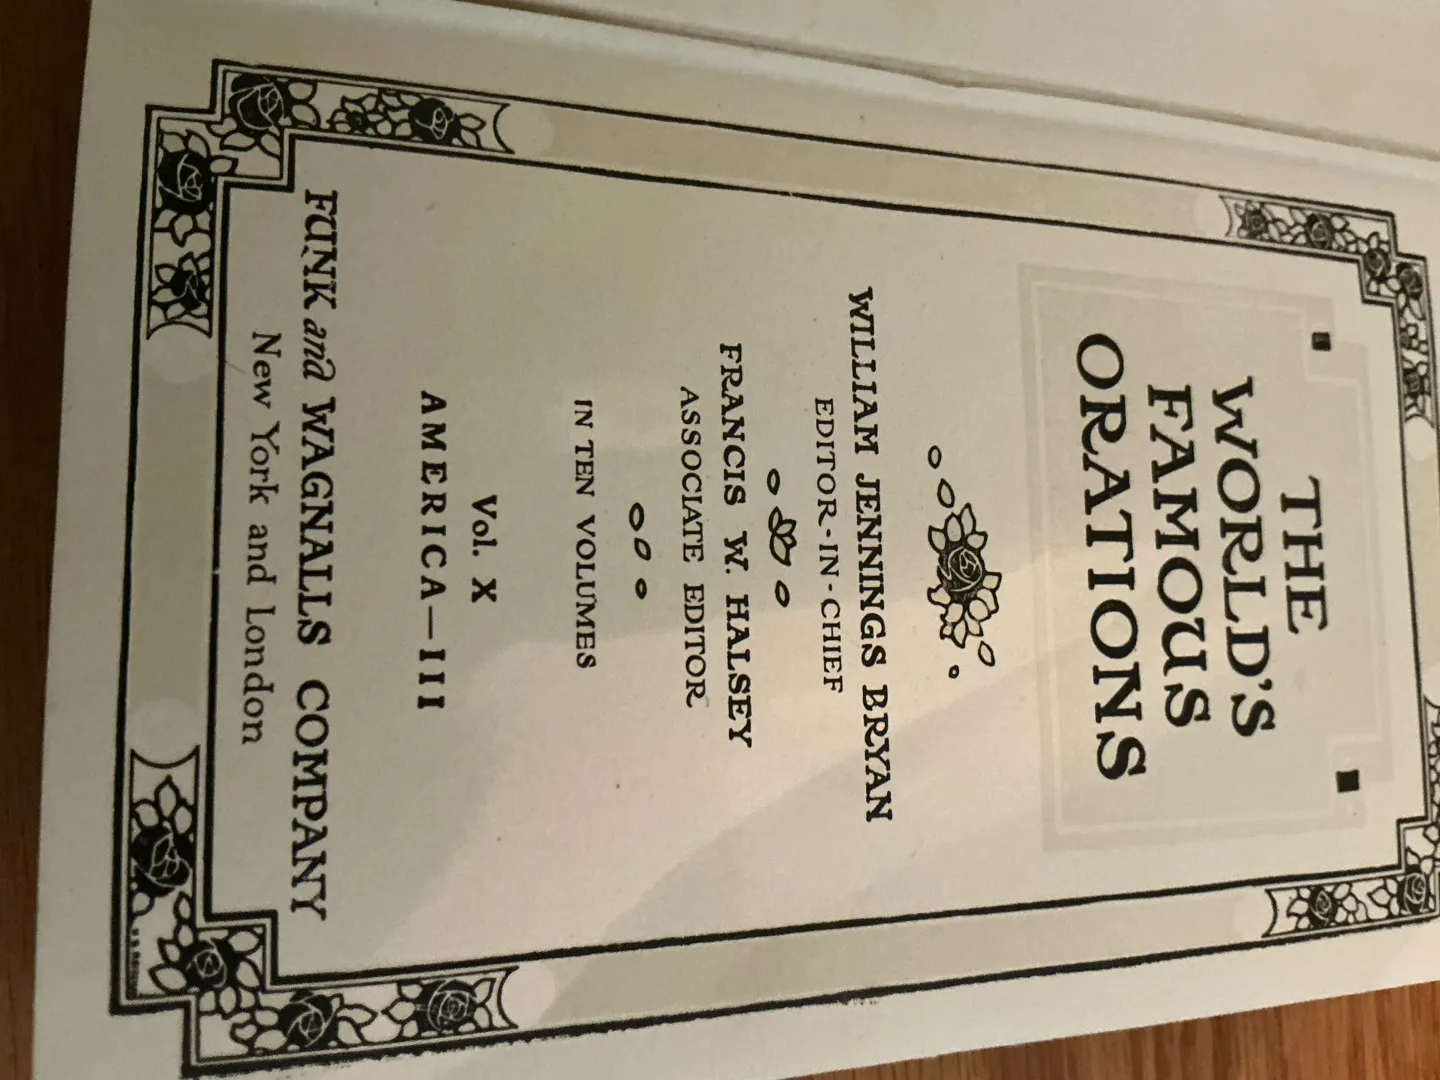 THE
WORLD'S
FAMOUS
ORATIONS
WILLIAM JENNINGS BRYAN
EDITOR-IN-CHIEF
FRANCIS W. HALSEY
ASSOCIATE EDITOR
IN TEN VOLUMES
Vol. X
AMERICA—III
FUNK and WAGNALLS COMPANY
New York and London